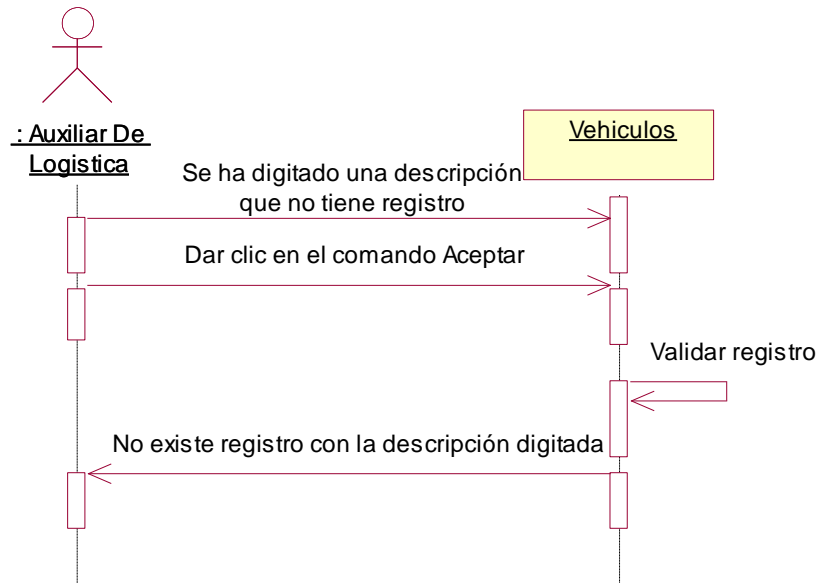 : Auxiliar De
Logistica
Vehiculos
Se ha digitado una descripción
que no tiene registro
Dar clic en el comando Aceptar
Validar registro
No existe registro con la descripción digitada